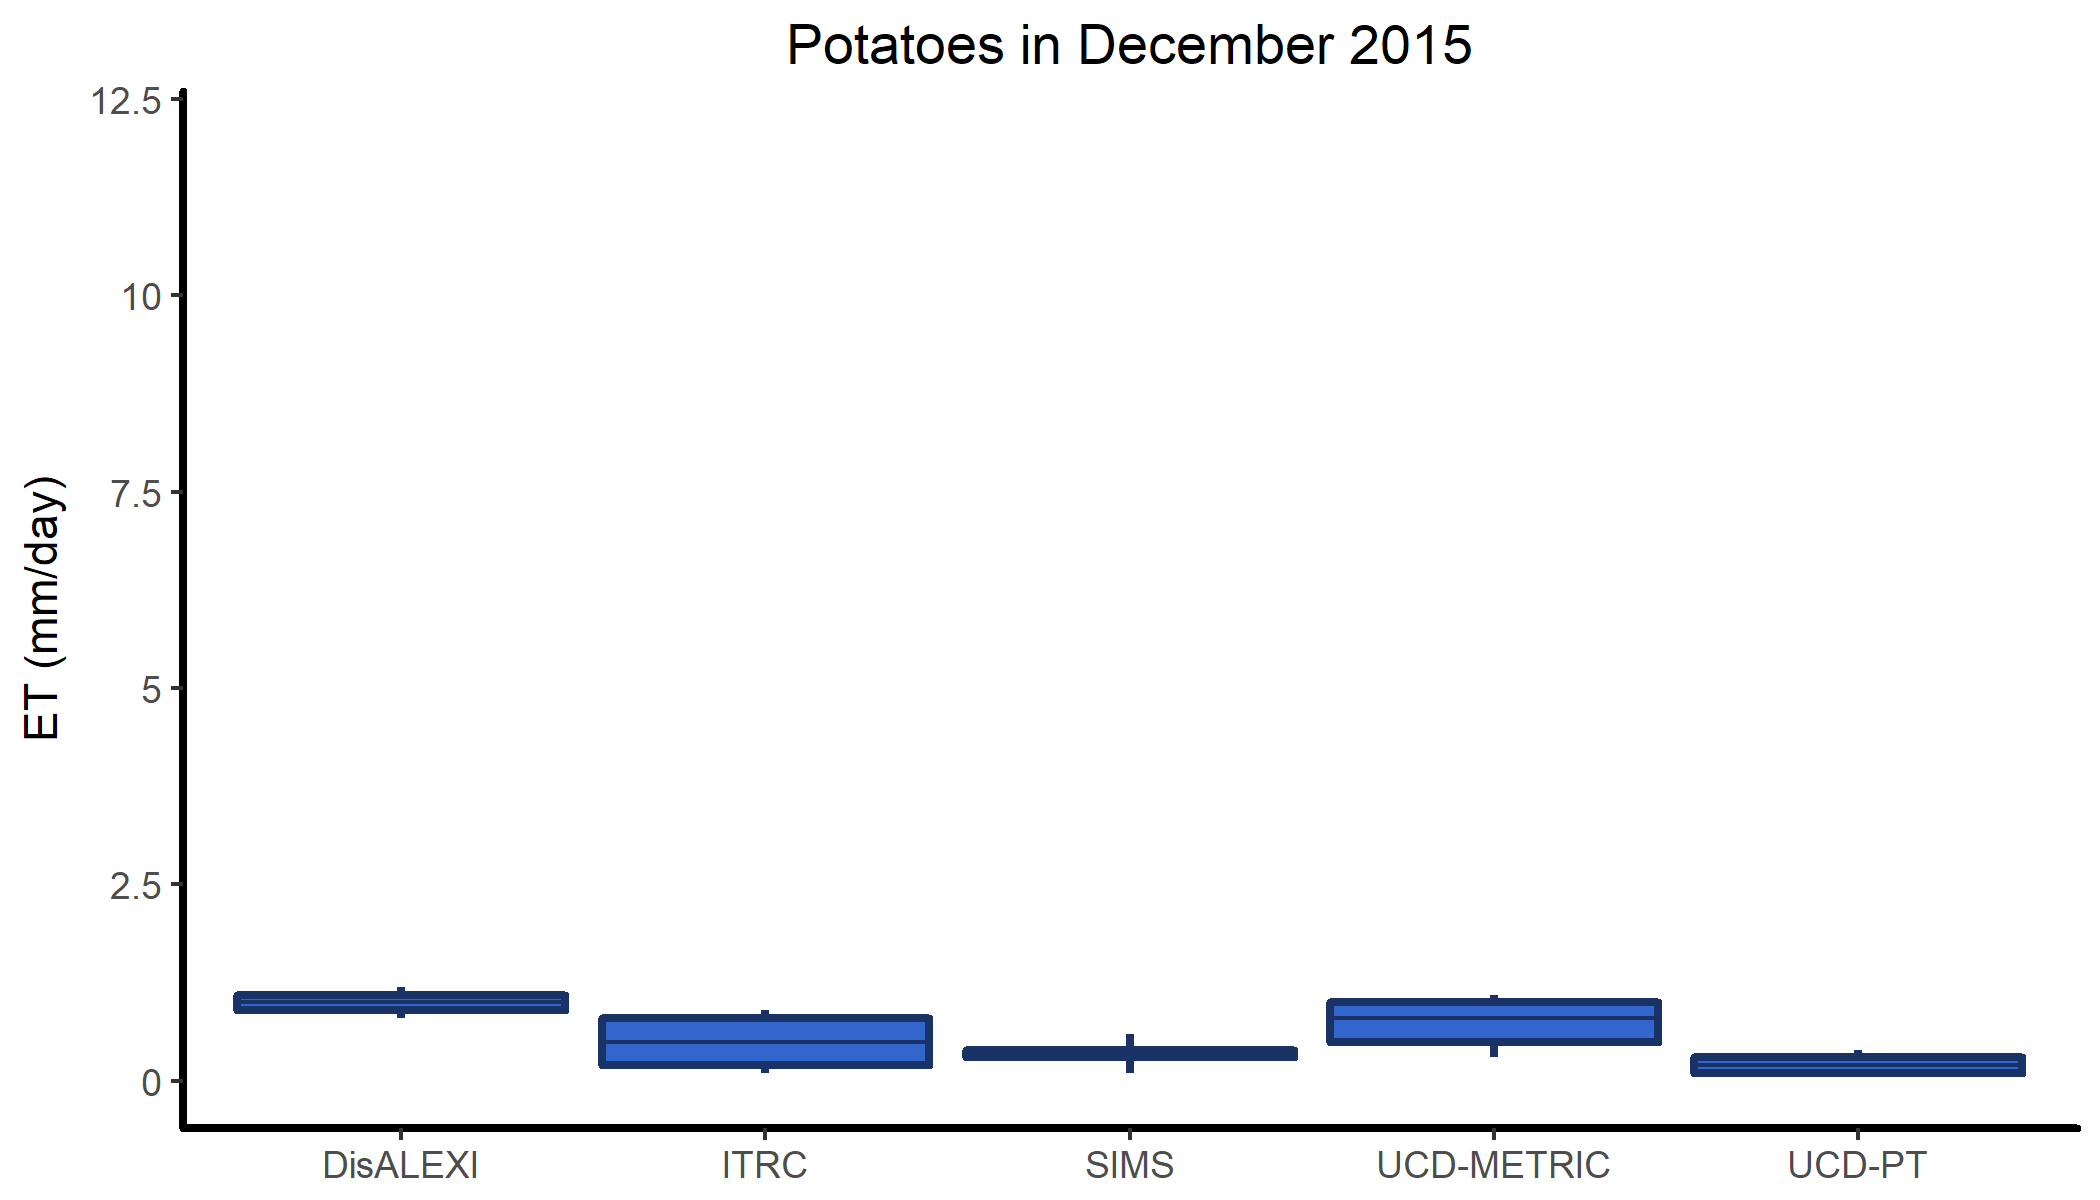 Potatoes in December 2015
12.5
10
7.5
5
2.5
0
ET (mm/day)
DisALEXI ITRC SIMS UCD-METRIC UCD-PT